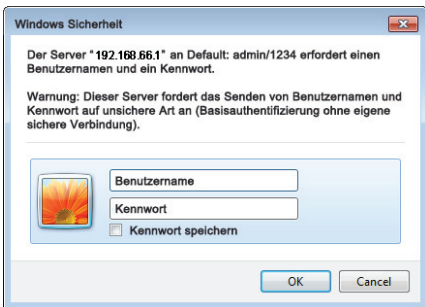 Windows Sicherheit
Der Server "192.168.66.1" an Default: admin/1234 erfordert einen
Benutzernamen und ein Kennwort.
Warnung: Dieser Server fordert das Senden von Benutzernamen und
Kennwort auf unsichere Art an (Basisauthentifizierung ohne eigene
sichere Verbindung).
Benutzername
Kennwort
Kennwort speichern
OK
Cancel